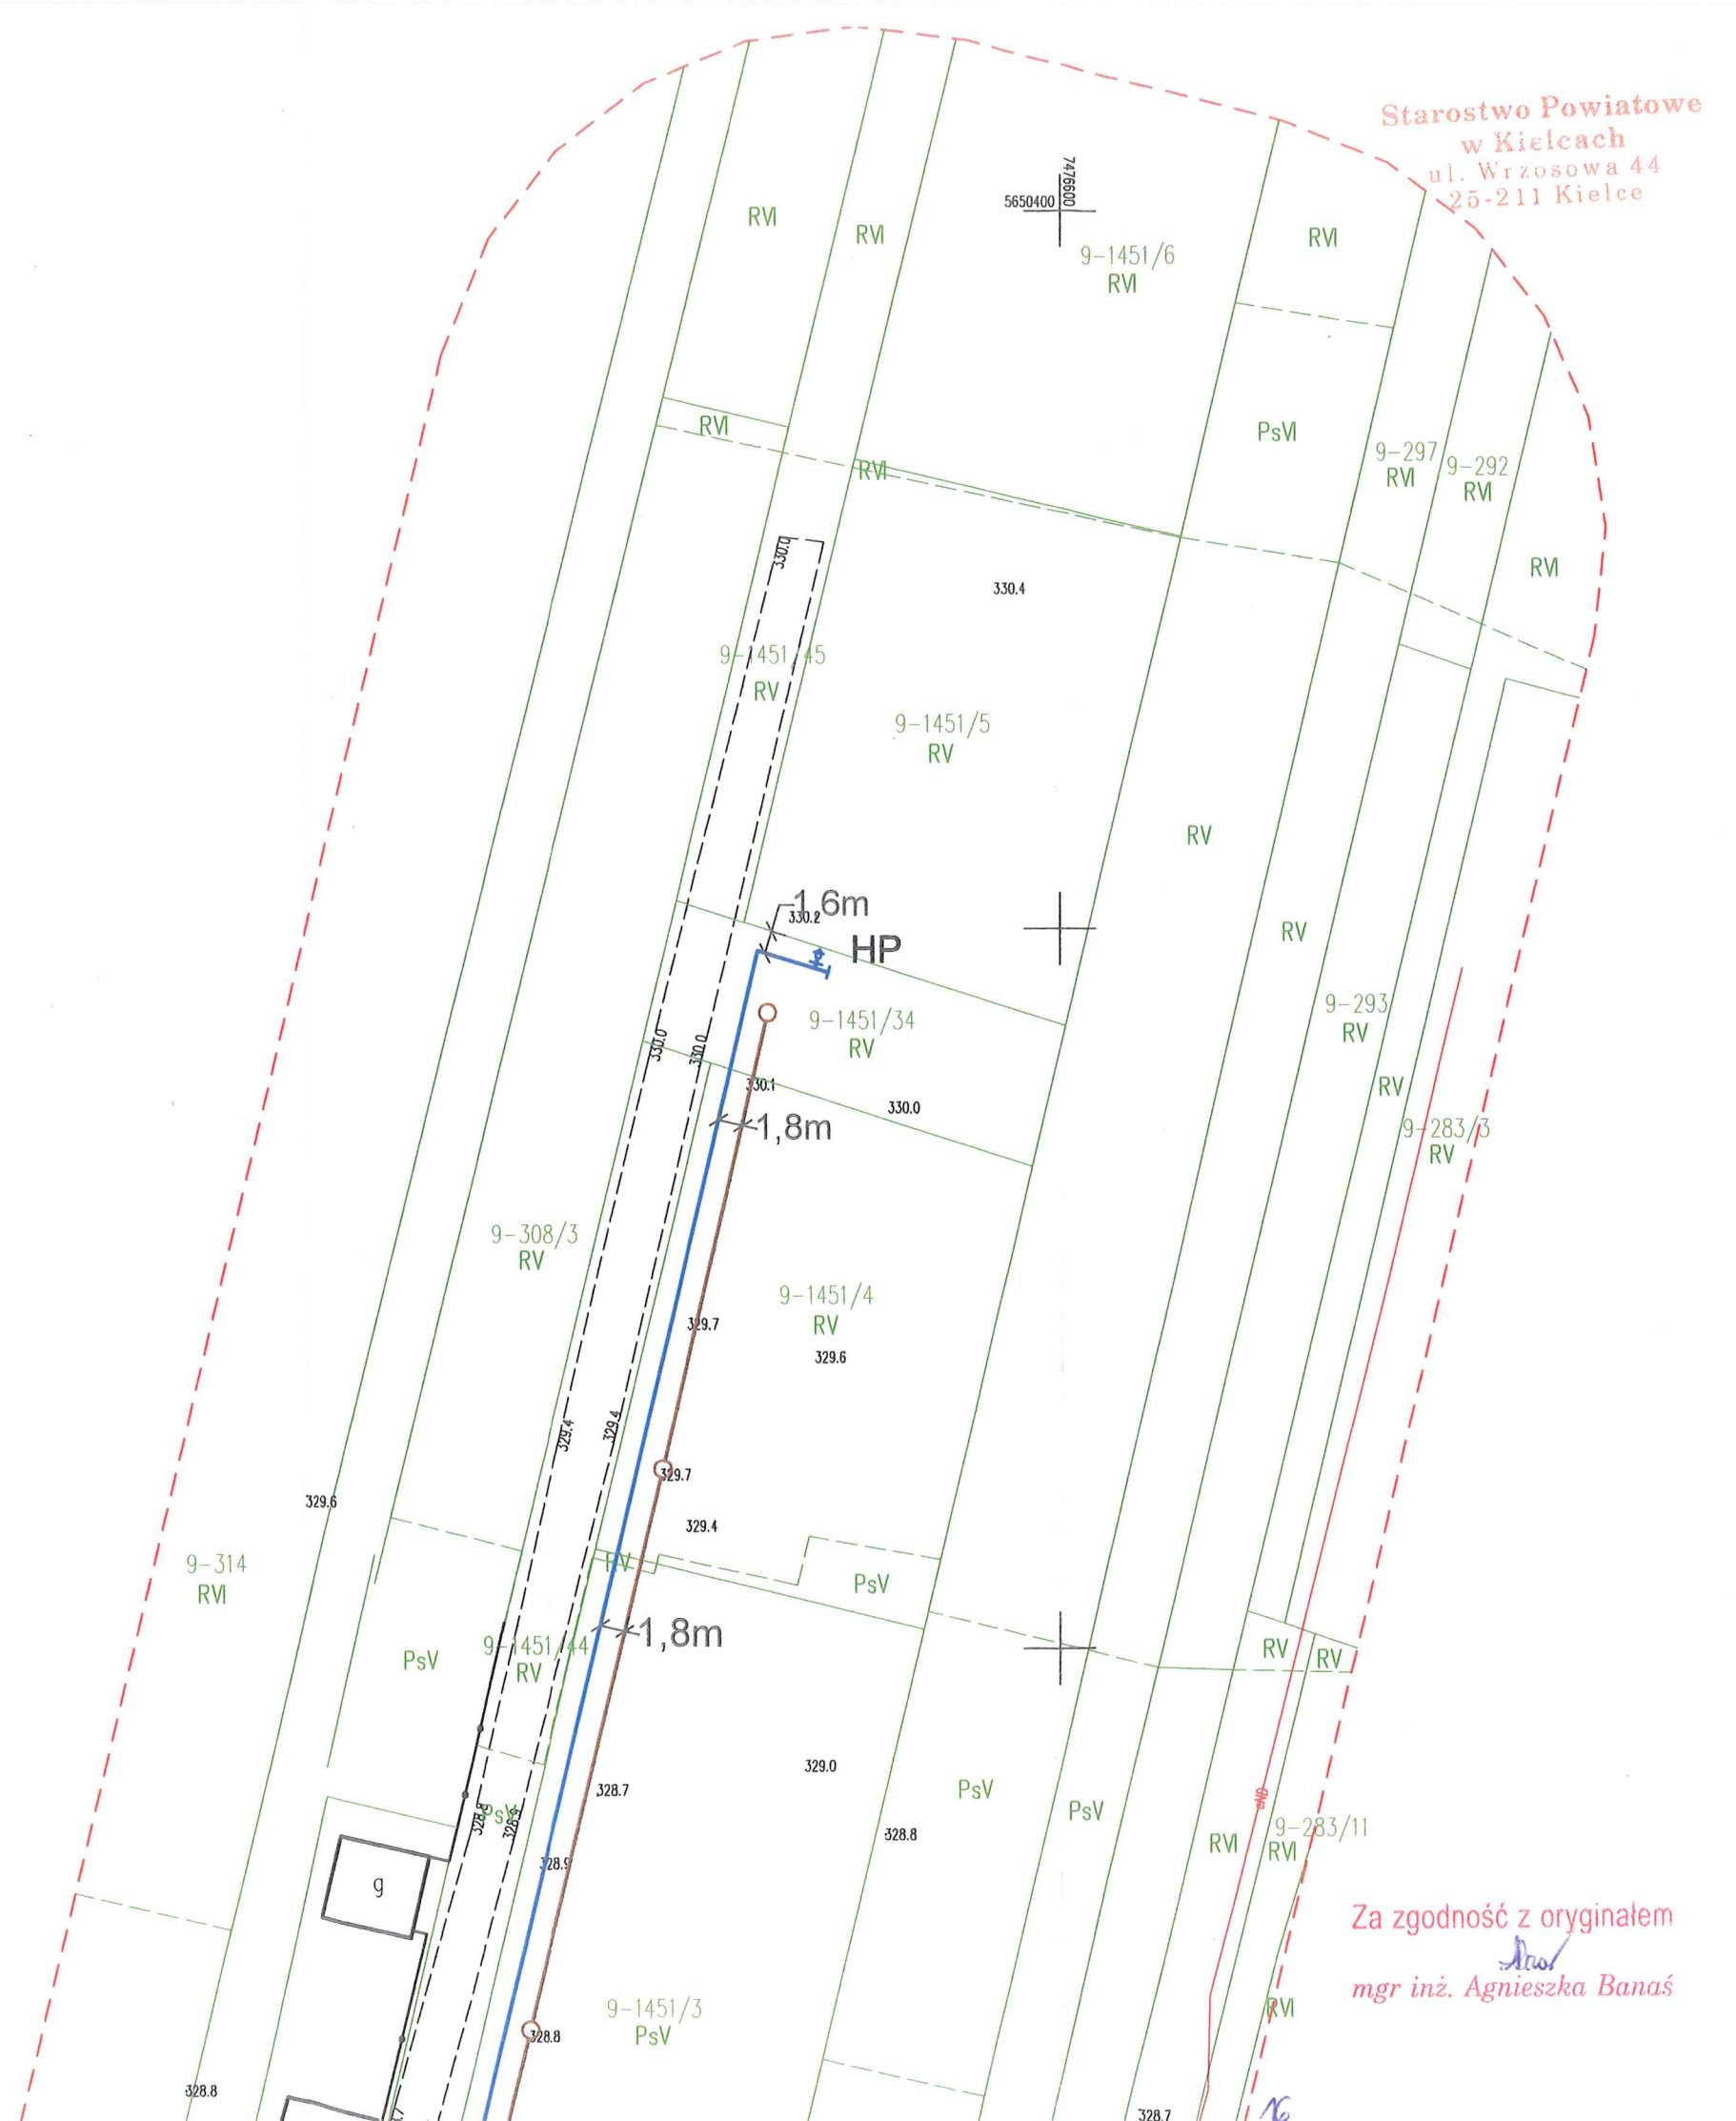 Starostwo Powiatowe
w Kielcach
ul. Wrzosowa 44
25-211 Kielce
7476600
5650400
RVI
RVI
9-1451/6
RVI
RVI
RVI
PsVI
9-297
RVI
9-292
RVI
RVI
RVI
330.0
330.4
9-1451/45
RV
9-1451/5
RV
RV
1,6m
330.2
HP
RV
9-1451/34
RV
9-293
RV
330.0
330.0
330.1
330.0
RV
1,8m
9-283/3
RV
9-308/3
RV
9-1451/4
RV
329.7
329.6
329.4
329.4
329.7
329.6
329.4
9-314
RVI
RV
PsV
1,8m
PsV
9-1451/44
RV
RV
RV
329.0
328.7
PsV
PsV
eND
328.9
PsV
328.9
328.8
RVI
9-283/11
RVI
328.9
g
Za zgodność z oryginałem
mgr inż. Agnieszka Banaś
9-1451/3
PsV
RVI
328.8
328.8
328.7
16